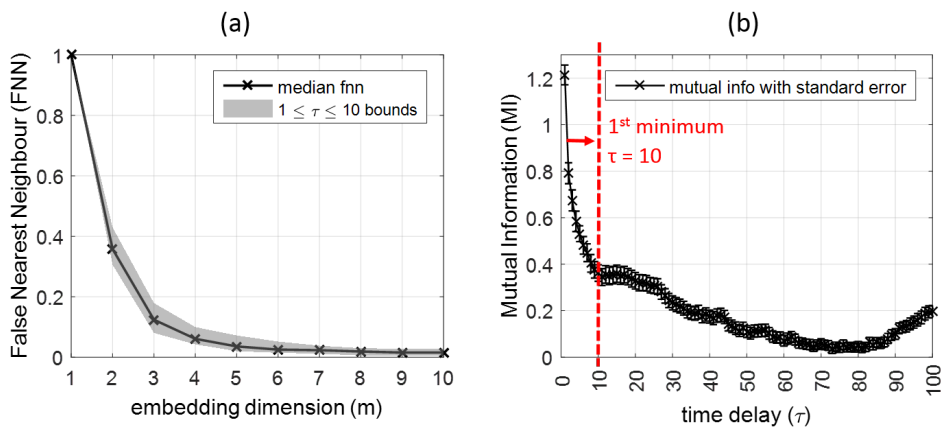 (a)
False Nearest Neighbour (FNN)
1
0.8
0.6
0.4
0.2
0
median fnn
1 ≤ τ ≤ 10 bounds
1 2 3 4 5 6 7 8 9 10
embedding dimension (m)
(b)
Mutual Information (MI)
1.2
1
0.8
0.6
0.4
0.2
0
mutual info with standard error
1st minimum
τ = 10
0 10 20 30 40 50 60 70 80 90 100
time delay (τ)